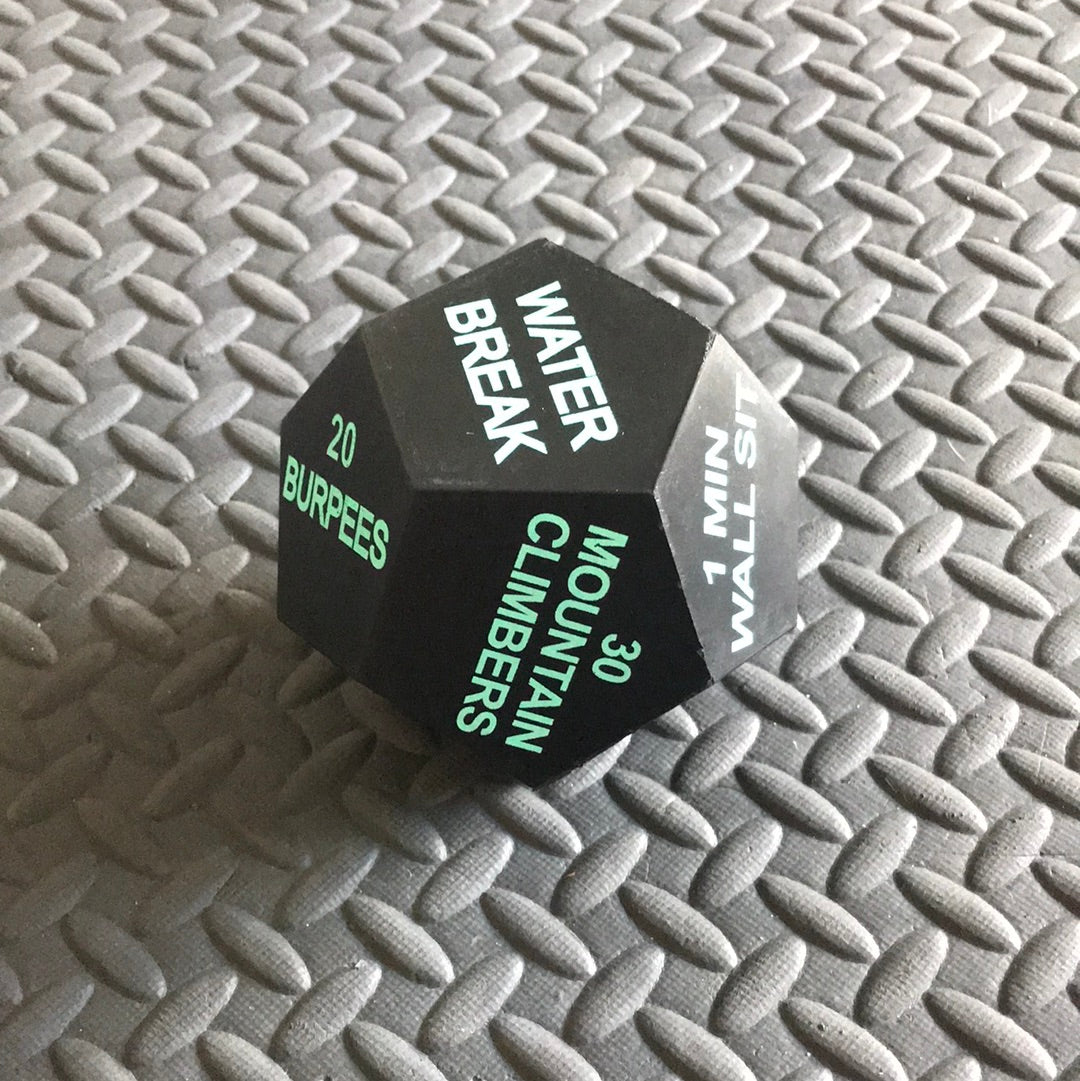 WATER
BREAK
20
BURPEES
30
MOUNTAIN
CLIMBERS
1 MIN
WALL SIT